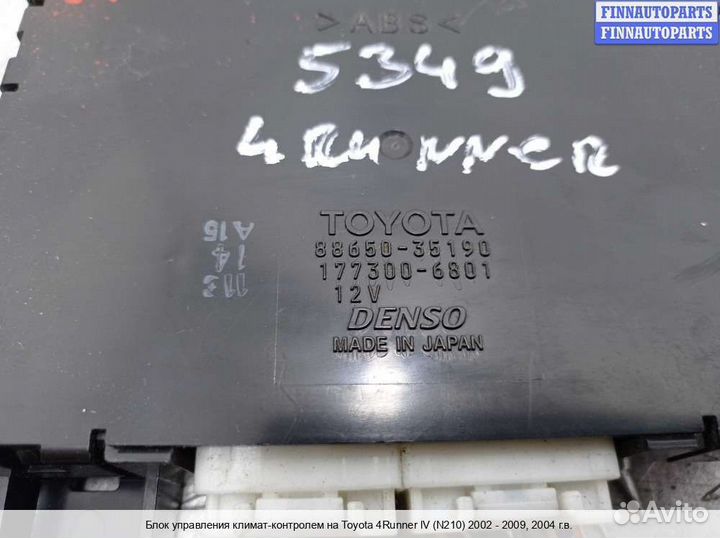 FINNAUTOPARTS
FINNAUTOPARTS
>ABS<
5349
4RUNNER
113
14
A15
TOYOTA
88650-35190
177300-6801
12V
DENSO
MADE IN JAPAN
Avito
Блок управления климат-контролем на Toyota 4Runner IV (N210) 2002 - 2009, 2004 г.в.